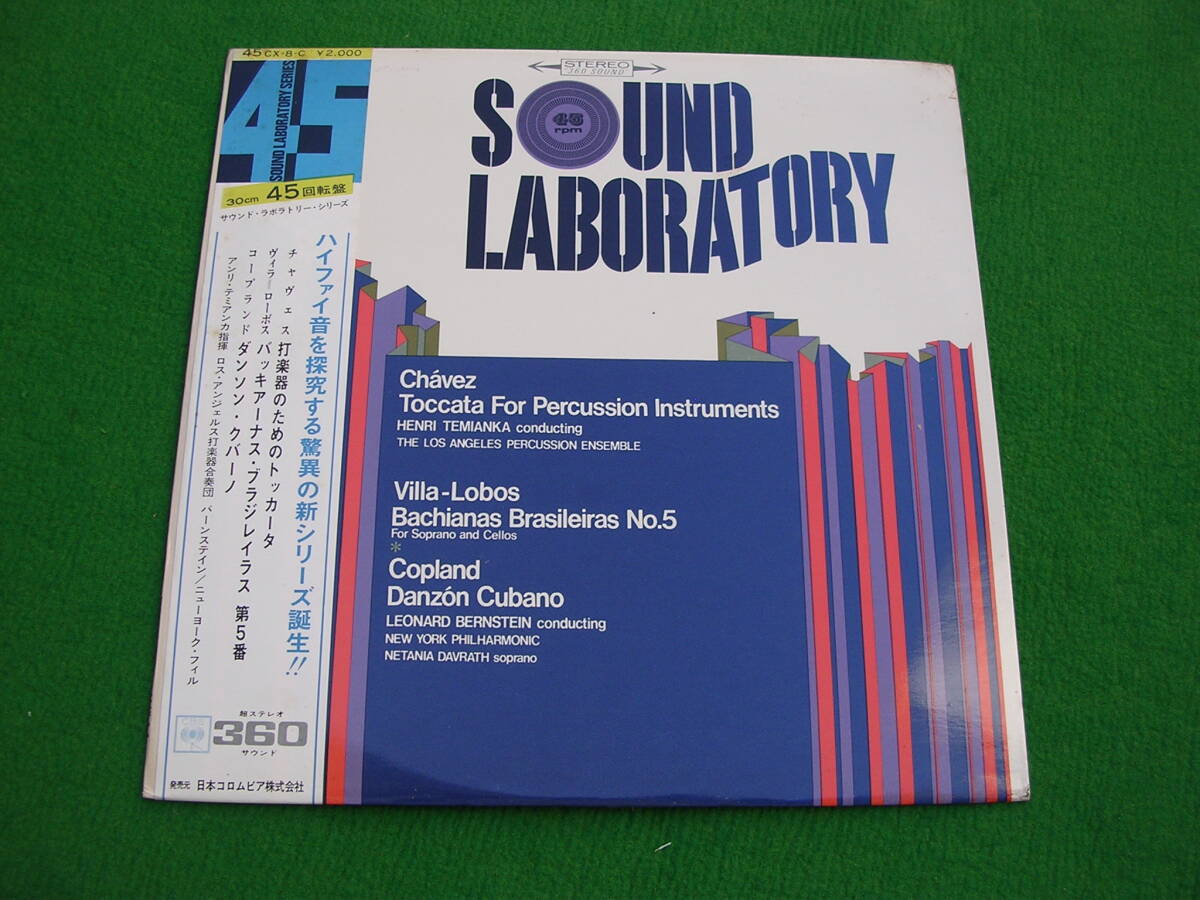 45CX-8-C ¥2,000
45
SOUND LABORATORY SERIES
30cm 45回転盤
サウンド・ラボラトリー・シリーズ
ハイファイ音を探究する驚異の新シリーズ誕生!!
チャヴェス 打楽器のためのトッカータ
ヴィラ=ローボス バッキアーナス・ブラジレイラス 第5番
コープランド ダンソン・クバーノ
アンリ・テミアンカ指揮 ロス・アンジェルス打楽器合奏団 バーンステイン/ニューヨーク・フィル
超ステレオ
360
サウンド
発売元 日本コロムビア株式会社
STEREO
"360 SOUND"
SOUND
45
rpm
LABORATORY
Chávez
Toccata For Percussion Instruments
HENRI TEMIANKA conducting
THE LOS ANGELES PERCUSSION ENSEMBLE
Villa-Lobos
Bachianas Brasileiras No.5
For Soprano and Cellos
*
Copland
Danzón Cubano
LEONARD BERNSTEIN conducting
NEW YORK PHILHARMONIC
NETANIA DAVRATH soprano